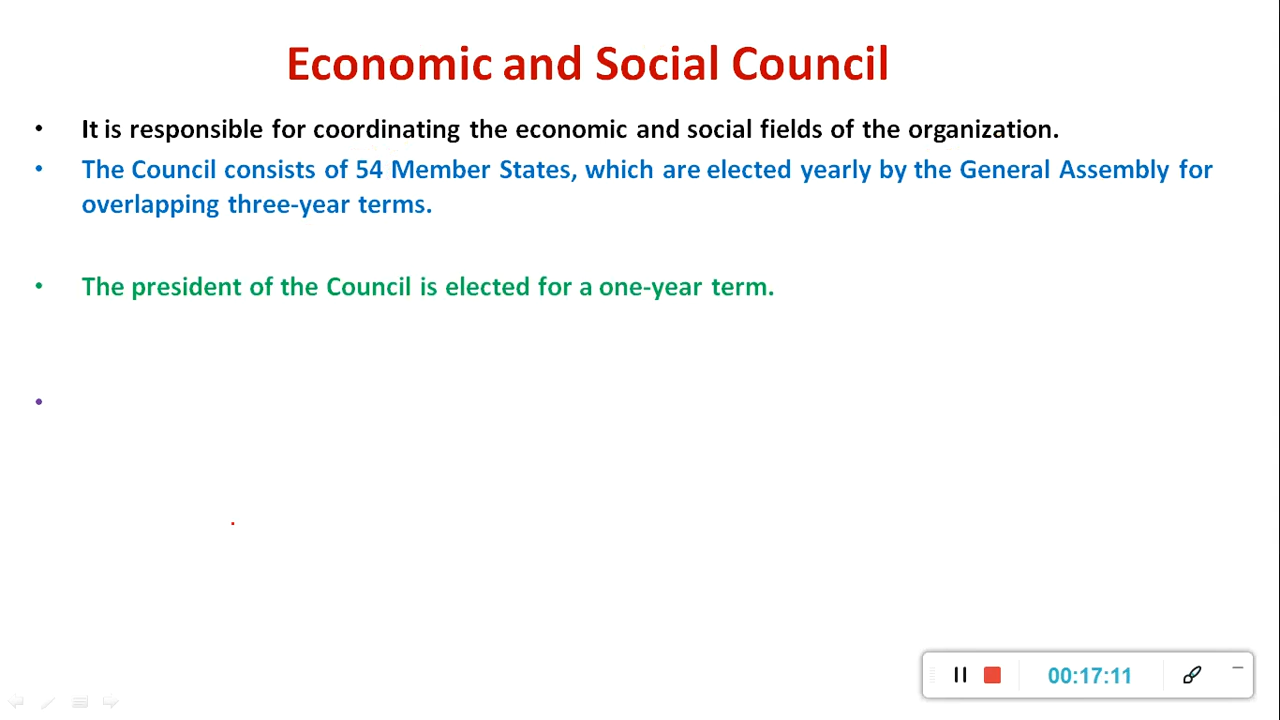 Economic and Social Council
• It is responsible for coordinating the economic and social fields of the organization.
• The Council consists of 54 Member States, which are elected yearly by the General Assembly for
overlapping three-year terms.
• The president of the Council is elected for a one-year term.
•
00:17:11